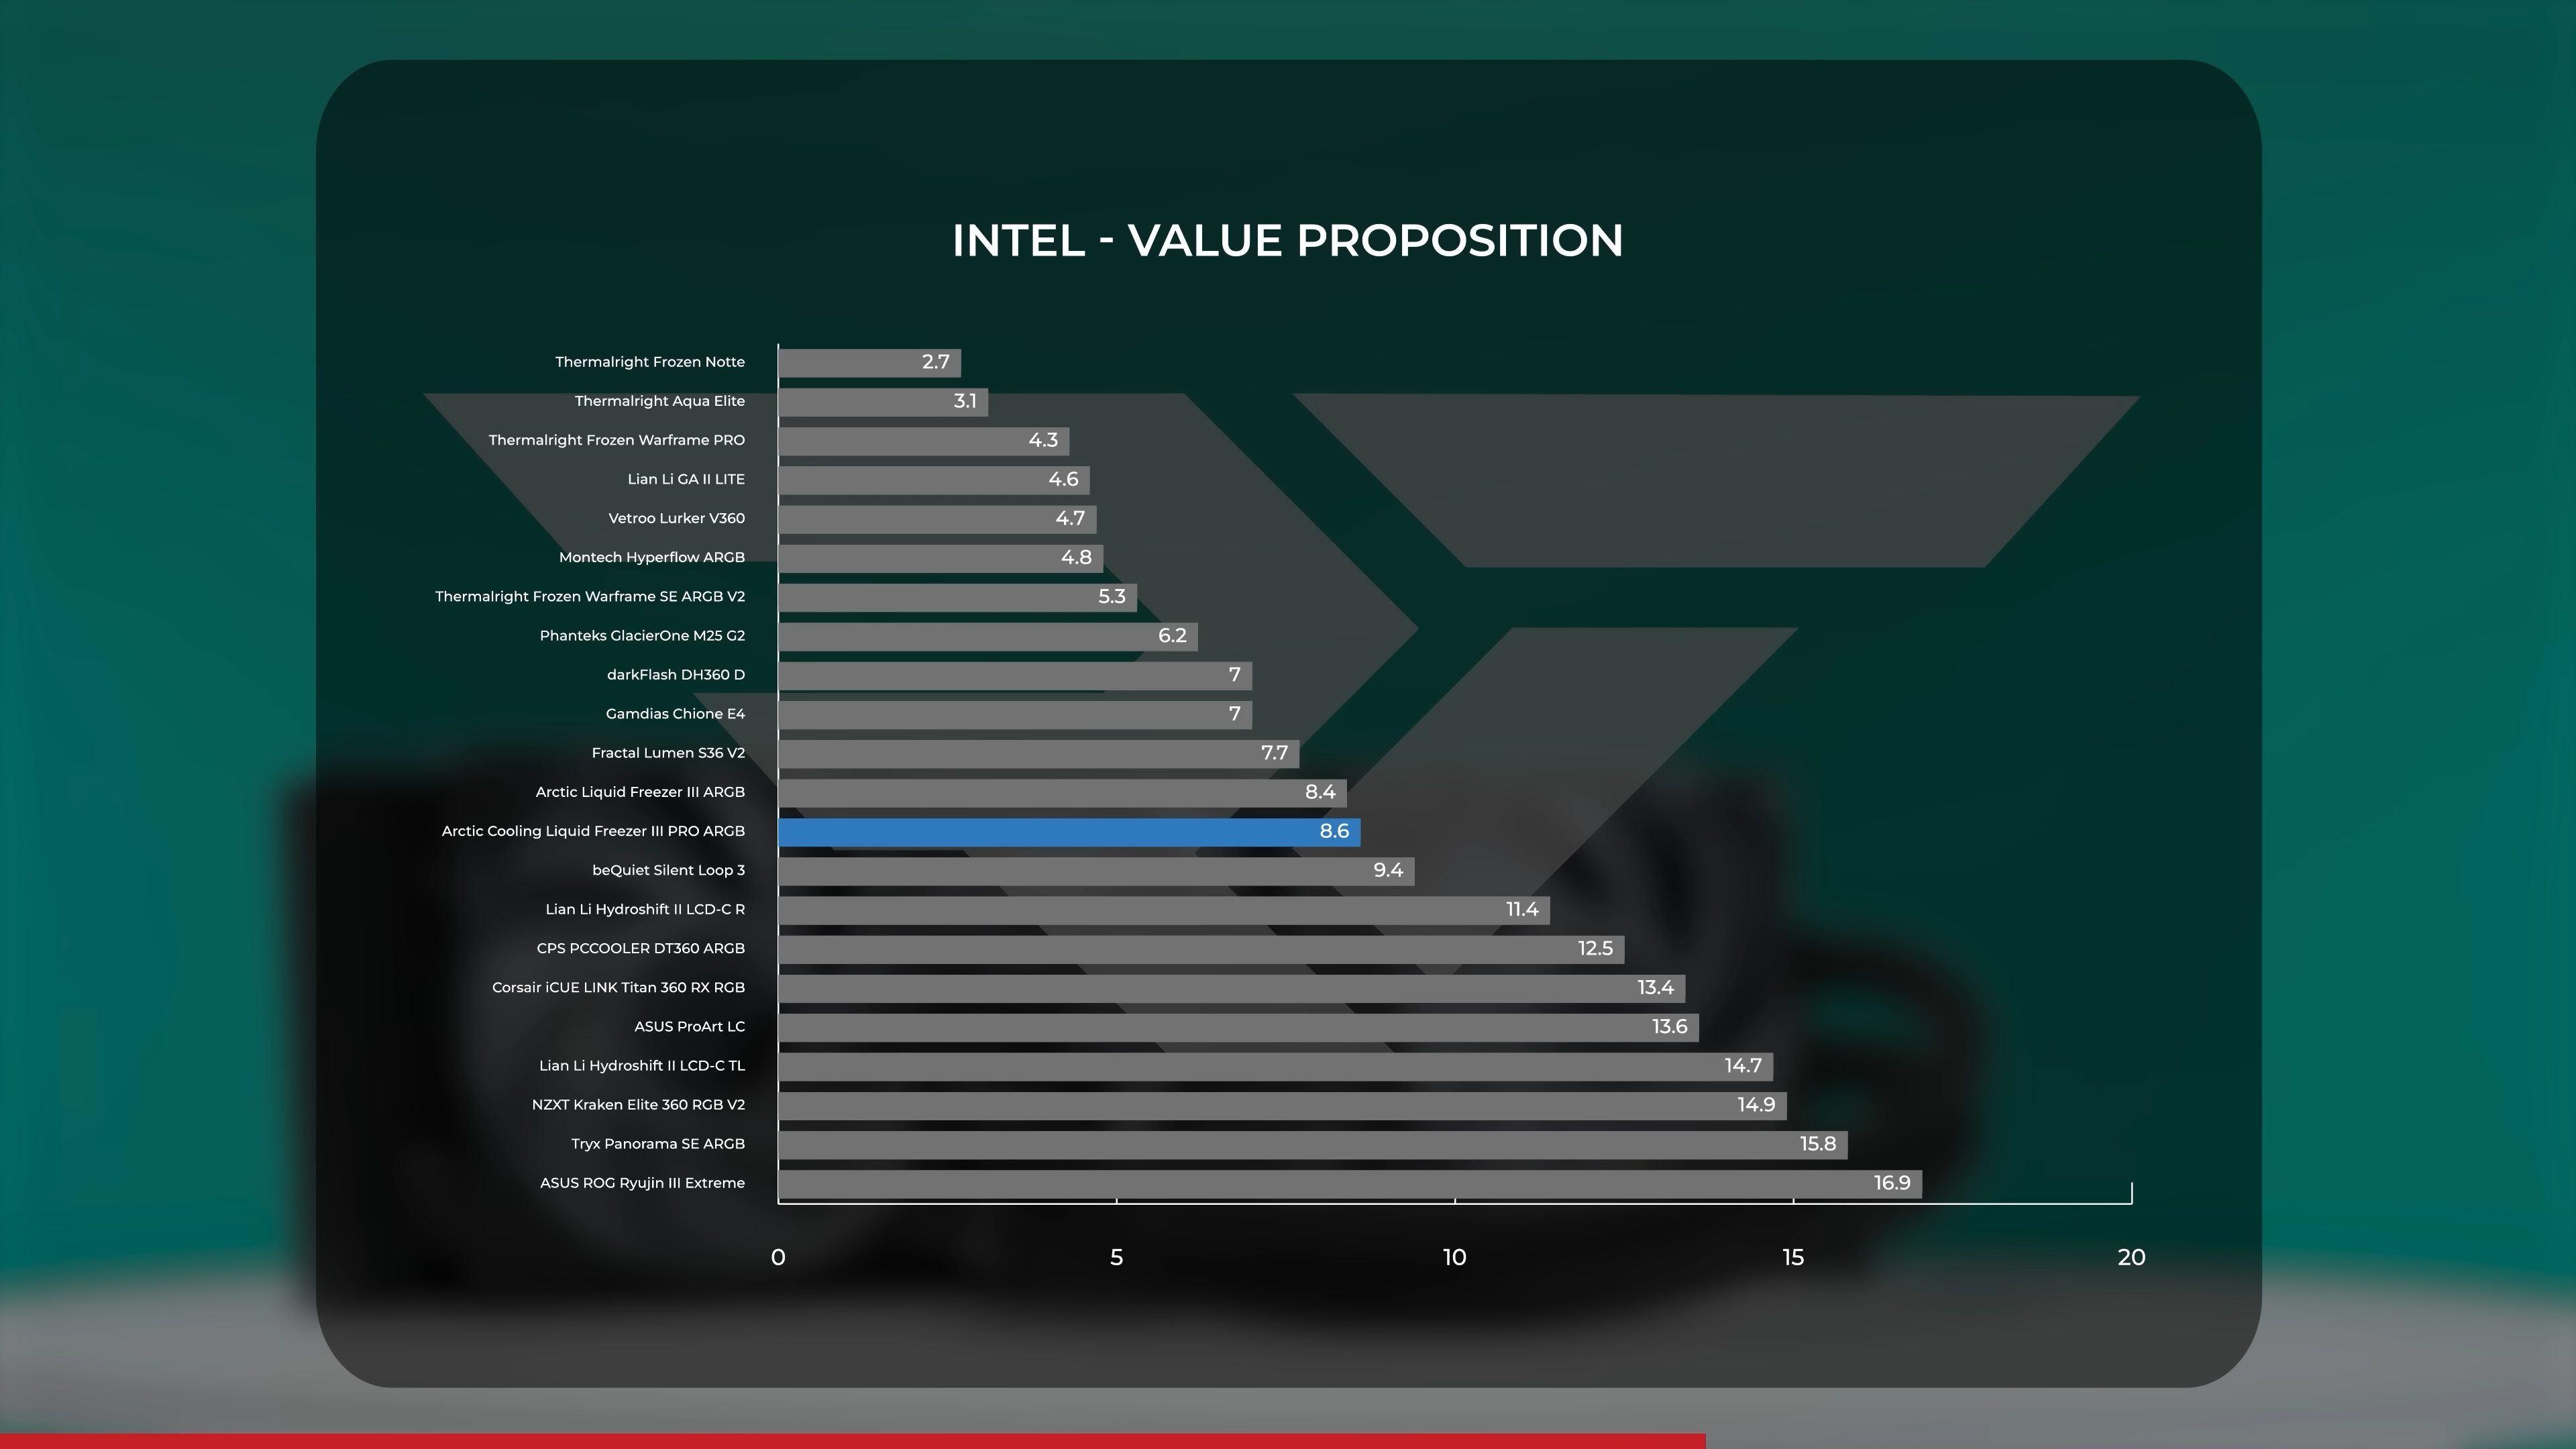 INTEL - VALUE PROPOSITION
Thermalright Frozen Notte 2.7
Thermalright Aqua Elite 3.1
Thermalright Frozen Warframe PRO 4.3
Lian Li GA II LITE 4.6
Vetroo Lurker V360 4.7
Montech Hyperflow ARGB 4.8
Thermalright Frozen Warframe SE ARGB V2 5.3
Phanteks GlacierOne M25 G2 6.2
darkFlash DH360 D 7
Gamdias Chione E4 7
Fractal Lumen S36 V2 7.7
Arctic Liquid Freezer III ARGB 8.4
Arctic Cooling Liquid Freezer III PRO ARGB 8.6
beQuiet Silent Loop 3 9.4
Lian Li Hydroshift II LCD-C R 11.4
CPS PCCOOLER DT360 ARGB 12.5
Corsair iCUE LINK Titan 360 RX RGB 13.4
ASUS ProArt LC 13.6
Lian Li Hydroshift II LCD-C TL 14.7
NZXT Kraken Elite 360 RGB V2 14.9
Tryx Panorama SE ARGB 15.8
ASUS ROG Ryujin III Extreme 16.9
0 5 10 15 20